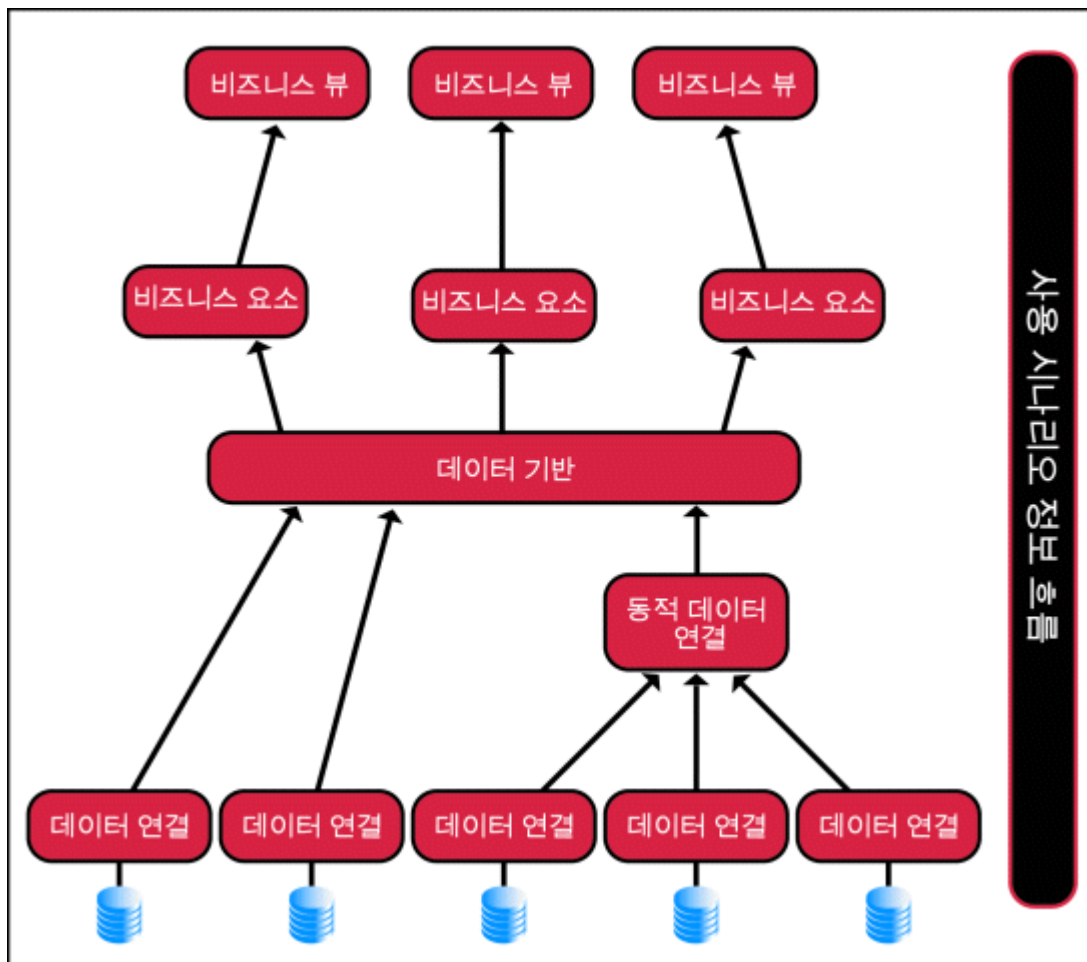 비즈니스 뷰
비즈니스 뷰
비즈니스 뷰
비즈니스 요소
비즈니스 요소
비즈니스 요소
데이터 기반
동적 데이터
연결
데이터 연결
데이터 연결
데이터 연결
데이터 연결
데이터 연결
사용 시나리오 정보 흐름